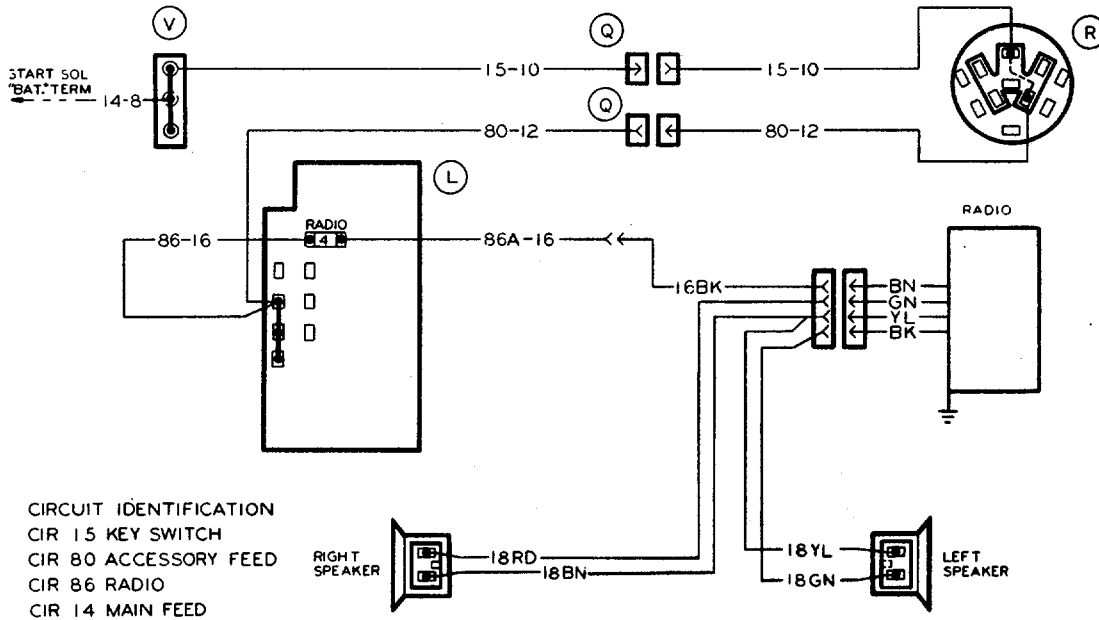 V
Q
R
START SOL
"BAT." TERM
14-8
15-10
15-10
Q
80-12
80-12
L
RADIO
RADIO
86-16
4
86A-16
16BK
BN
GN
YL
BK
CIRCUIT IDENTIFICATION
CIR 15 KEY SWITCH
CIR 80 ACCESSORY FEED
CIR 86 RADIO
CIR 14 MAIN FEED
RIGHT
SPEAKER
18RD
18BN
18YL
18GN
LEFT
SPEAKER